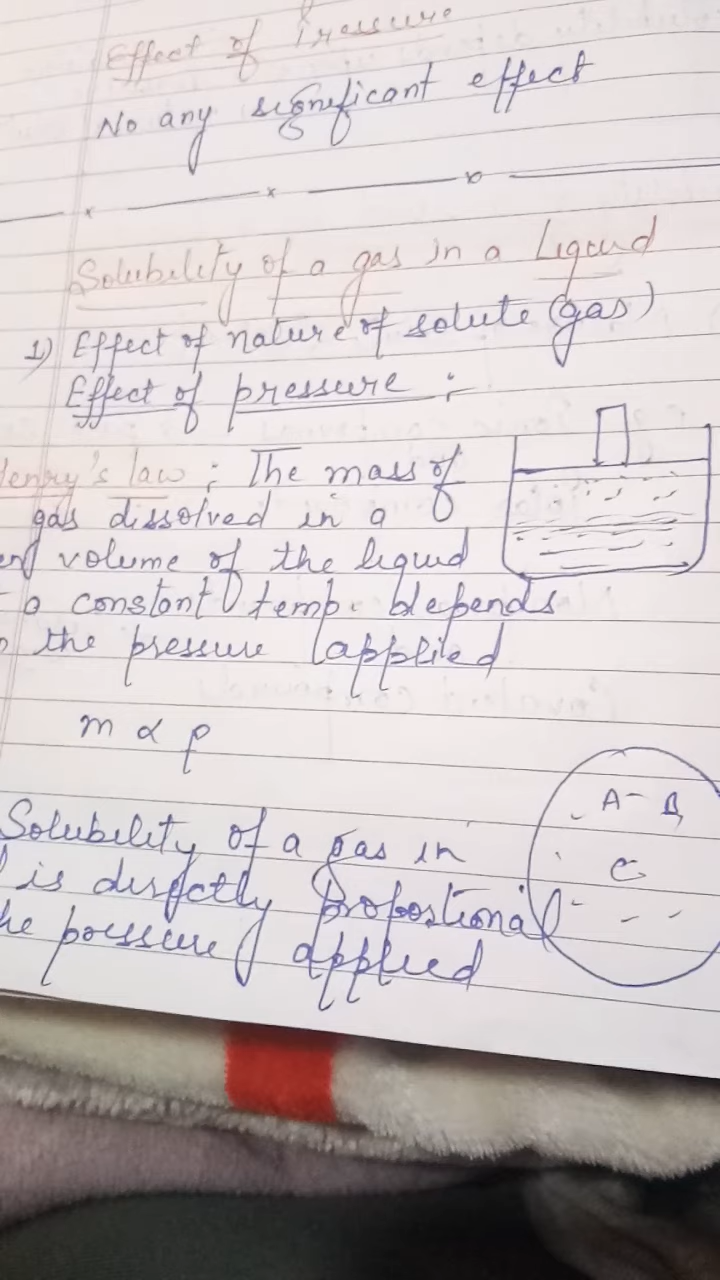 Effect of Pressure
No any significant effect
Solubility of a gas in a Liquid
1) Effect of nature of solute (gas)
Effect of pressure :
Henry's law : The mass of
gas dissolved in a
volume of the liquid
a constant temp. depends
the pressure applied
m ∝ p
Solubility of a gas in
is directly proportional
the pressure applied
A - B
C